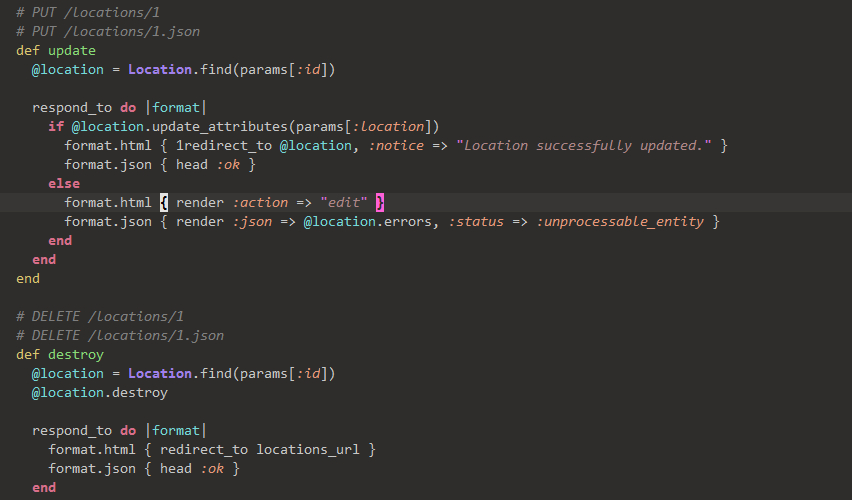 # PUT /locations/1
# PUT /locations/1.json
def update
  @location = Location.find(params[:id])

  respond_to do |format|
    if @location.update_attributes(params[:location])
      format.html { 1redirect_to @location, :notice => "Location successfully updated." }
      format.json { head :ok }
    else
      format.html { render :action => "edit" }
      format.json { render :json => @location.errors, :status => :unprocessable_entity }
    end
  end
end

# DELETE /locations/1
# DELETE /locations/1.json
def destroy
  @location = Location.find(params[:id])
  @location.destroy

  respond_to do |format|
    format.html { redirect_to locations_url }
    format.json { head :ok }
  end